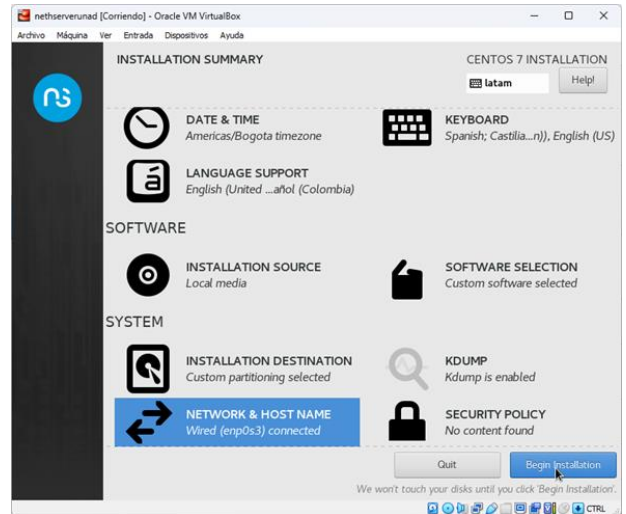 nethserverunad [Corriendo] - Oracle VM VirtualBox
Archivo Máquina Ver Entrada Dispositivos Ayuda
INSTALLATION SUMMARY
CENTOS 7 INSTALLATION
latam
Help!
ns
DATE & TIME
Americas/Bogota timezone
KEYBOARD
Spanish; Castilia...n)), English (US)
LANGUAGE SUPPORT
English (United ...añol (Colombia)
SOFTWARE
INSTALLATION SOURCE
Local media
SOFTWARE SELECTION
Custom software selected
SYSTEM
INSTALLATION DESTINATION
Custom partitioning selected
KDUMP
Kdump is enabled
NETWORK & HOST NAME
Wired (enp0s3) connected
SECURITY POLICY
No content found
Quit
Begin Installation
We won't touch your disks until you click 'Begin Installation'.
CTRL